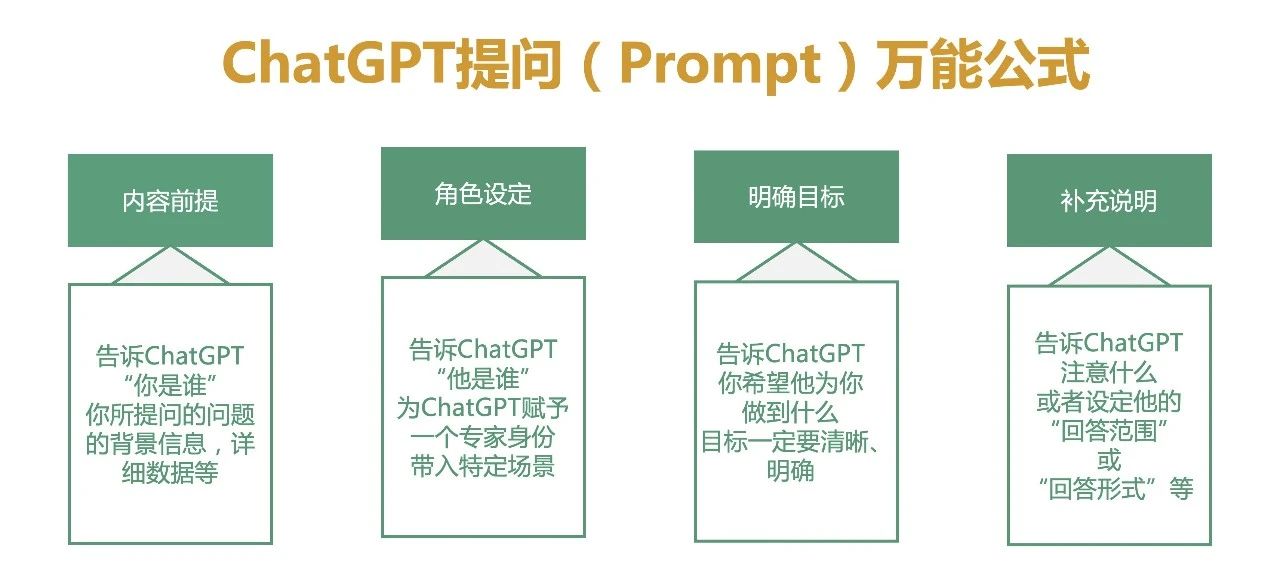 ChatGPT提问（Prompt）万能公式
内容前提
告诉ChatGPT
“你是谁”
你所提问的问题
的背景信息，详
细数据等
角色设定
告诉ChatGPT
“他是谁”
为ChatGPT赋予
一个专家身份
带入特定场景
明确目标
告诉ChatGPT
你希望他为你
做到什么
目标一定要清晰、
明确
补充说明
告诉ChatGPT
注意什么
或者设定他的
“回答范围”
或
“回答形式”等